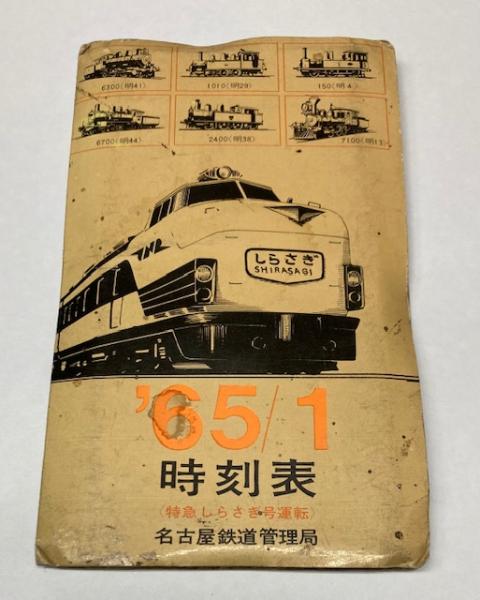 6300(明41) 1010(明29) 150(明4)
6700(明44) 2400(明38) 7100(明13)
JNR
しらさぎ
SHIRASAGI
'65/1
時刻表
(特急しらさぎ号運転)
名古屋鉄道管理局